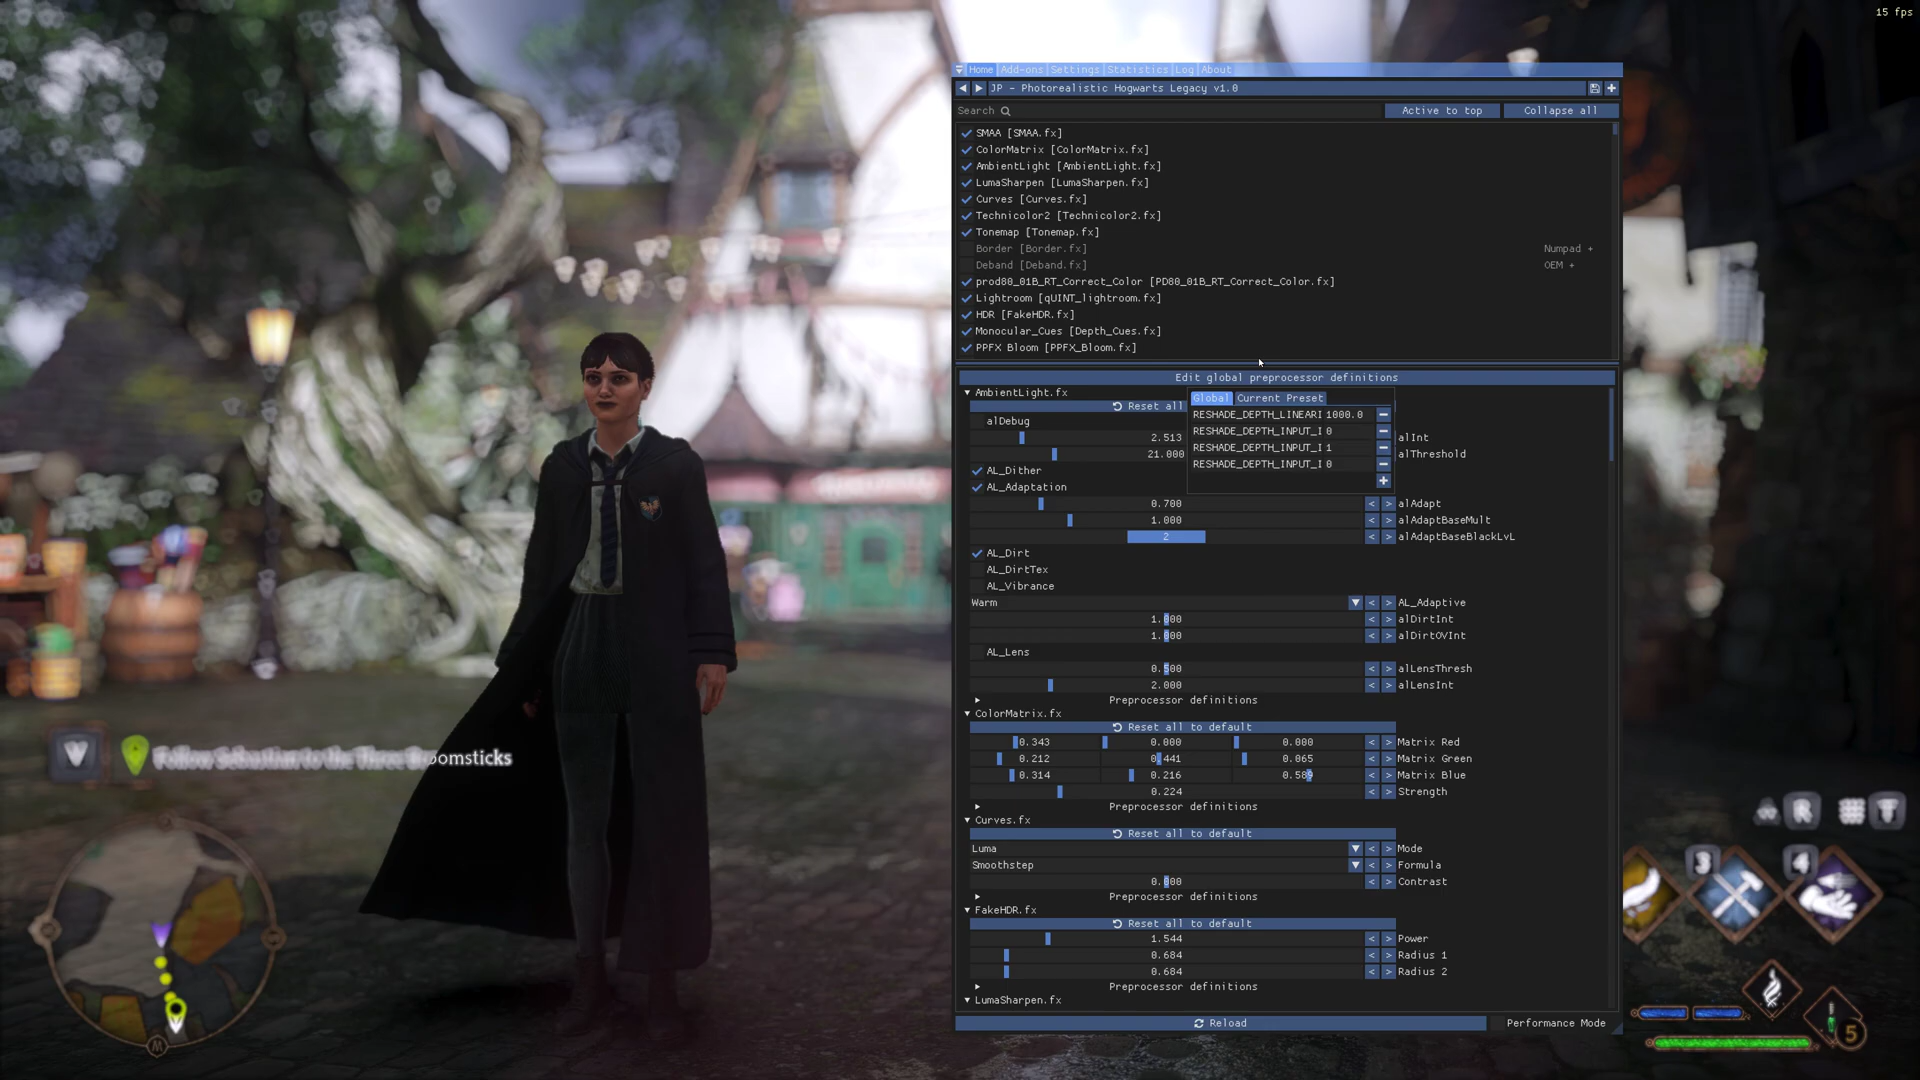 15 fps
Home Add-ons Settings Statistics Log About
JP - Photorealistic Hogwarts Legacy v1.0
Search
Active to top
Collapse all
SMAA [SMAA.fx]
ColorMatrix [ColorMatrix.fx]
AmbientLight [AmbientLight.fx]
LumaSharpen [LumaSharpen.fx]
Curves [Curves.fx]
Technicolor2 [Technicolor2.fx]
Tonemap [Tonemap.fx]
Border [Border.fx] Numpad +
Deband [Deband.fx] OEM +
prod80_01B_RT_Correct_Color [PD80_01B_RT_Correct_Color.fx]
Lightroom [qUINT_lightroom.fx]
HDR [FakeHDR.fx]
Monocular_Cues [Depth_Cues.fx]
PPFX Bloom [PPFX_Bloom.fx]
Edit global preprocessor definitions
AmbientLight.fx
Reset all
Global Current Preset
RESHADE_DEPTH_LINEARI 1000.0
RESHADE_DEPTH_INPUT_I 0
RESHADE_DEPTH_INPUT_I 1
RESHADE_DEPTH_INPUT_I 0
alDebug
2.513 alInt
21.000 alThreshold
AL_Dither
AL_Adaptation
0.700 < > alAdapt
1.000 < > alAdaptBaseMult
2 < > alAdaptBaseBlackLvL
AL_Dirt
AL_DirtTex
AL_Vibrance
Warm < > AL_Adaptive
1.000 < > alDirtInt
1.000 < > alDirtOVInt
AL_Lens
0.500 < > alLensThresh
2.000 < > alLensInt
Preprocessor definitions
ColorMatrix.fx
Reset all to default
0.343 0.000 0.000 < > Matrix Red
0.212 0.441 0.065 < > Matrix Green
0.314 0.216 0.589 < > Matrix Blue
0.224 < > Strength
Preprocessor definitions
Curves.fx
Reset all to default
Luma < > Mode
Smoothstep < > Formula
0.000 < > Contrast
Preprocessor definitions
FakeHDR.fx
Reset all to default
1.544 < > Power
0.684 < > Radius 1
0.684 < > Radius 2
Preprocessor definitions
LumaSharpen.fx
Reload
Performance Mode
V
Follow Sebastian to the Three Broomsticks
M
R
T
3
4
5